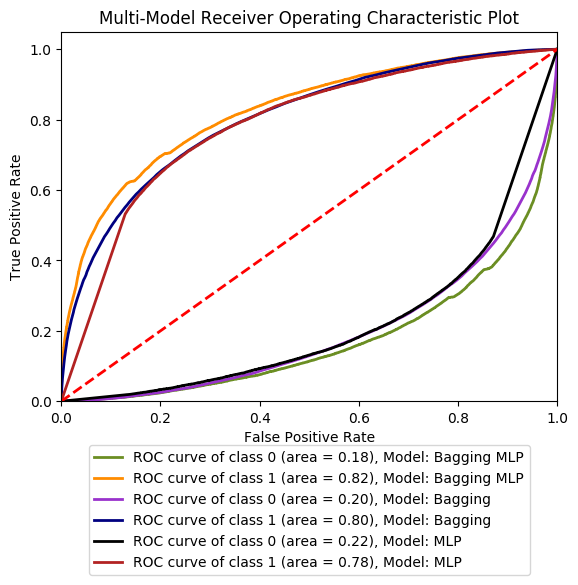 Multi-Model Receiver Operating Characteristic Plot
1.0
0.8
0.6
0.4
0.2
0.0
True Positive Rate
0.0 0.2 0.4 0.6 0.8 1.0
False Positive Rate
ROC curve of class 0 (area = 0.18), Model: Bagging MLP
ROC curve of class 1 (area = 0.82), Model: Bagging MLP
ROC curve of class 0 (area = 0.20), Model: Bagging
ROC curve of class 1 (area = 0.80), Model: Bagging
ROC curve of class 0 (area = 0.22), Model: MLP
ROC curve of class 1 (area = 0.78), Model: MLP